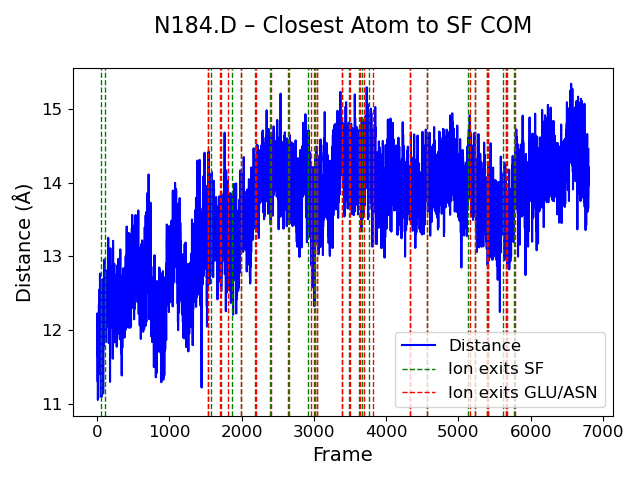 N184.D – Closest Atom to SF COM
Distance (Å)
15
14
13
12
11
Distance
Ion exits SF
Ion exits GLU/ASN
0 1000 2000 3000 4000 5000 6000 7000
Frame